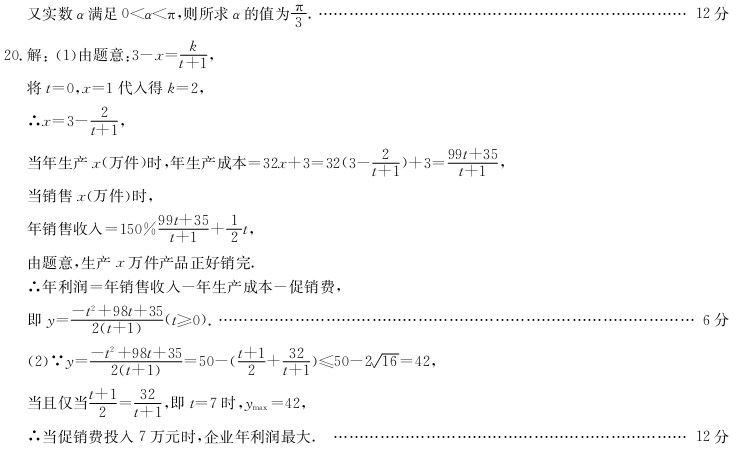 又实数 α 满足 0<α<π,则所求 α 的值为 π/3. …………………………………………………………… 12 分
20. 解: (1)由题意:3−x=k/(t+1),
将 t=0,x=1 代入得 k=2,
∴x=3−2/(t+1),
当年生产 x(万件)时,年生产成本=32x+3=32(3−2/(t+1))+3=(99t+35)/(t+1),
当销售 x(万件)时,
年销售收入=150%(99t+35)/(t+1)+1/2t,
由题意,生产 x 万件产品正好销完.
∴年利润=年销售收入−年生产成本−促销费,
即 y=(−t²+98t+35)/(2(t+1))(t≥0). …………………………………………………………… 6 分
(2)∵y=(−t²+98t+35)/(2(t+1))=50−((t+1)/2+32/(t+1))≤50−2√16=42,
当且仅当(t+1)/2=32/(t+1),即 t=7 时,yₘₐₓ=42,
∴当促销费投入 7 万元时,企业年利润最大. …………………………………………………………… 12 分